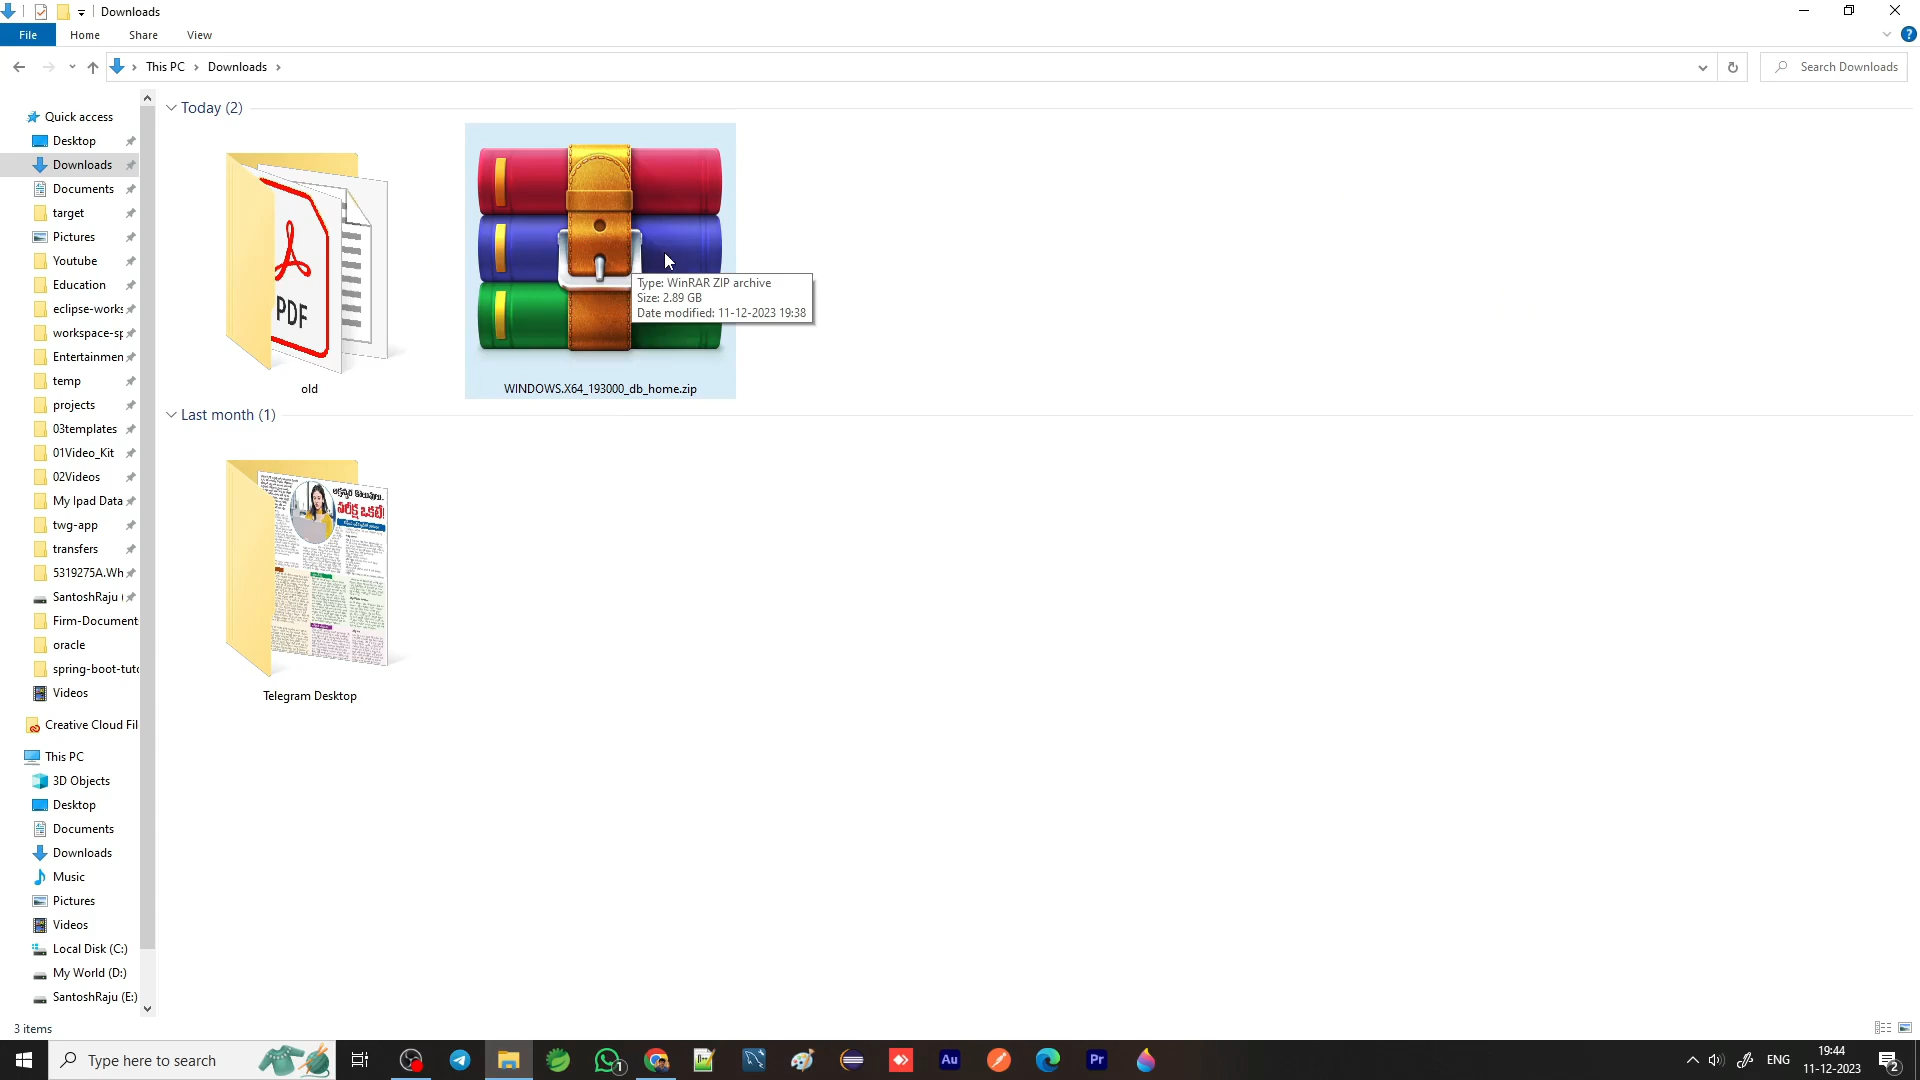 Downloads
File
Home
Share
View
This PC
Downloads
Search Downloads
Quick access
Desktop
Downloads
Documents
target
Pictures
Youtube
Education
eclipse-works
workspace-sp
Entertainmen
temp
projects
03templates
01Video_Kit
02Videos
My Ipad Data
twg-app
transfers
5319275A.Wh
SantoshRaju (
Firm-Document
oracle
spring-boot-tuto
Videos
Creative Cloud Fil
This PC
3D Objects
Desktop
Documents
Downloads
Music
Pictures
Videos
Local Disk (C:)
My World (D:)
SantoshRaju (E:)
Today (2)
PDF
old
Type: WinRAR ZIP archive
Size: 2.89 GB
Date modified: 11-12-2023 19:38
WINDOWS.X64_193000_db_home.zip
Last month (1)
పరీక్ష ఒకటే!
Telegram Desktop
3 items
Type here to search
1
Au
Pr
ENG
19:44
11-12-2023
2